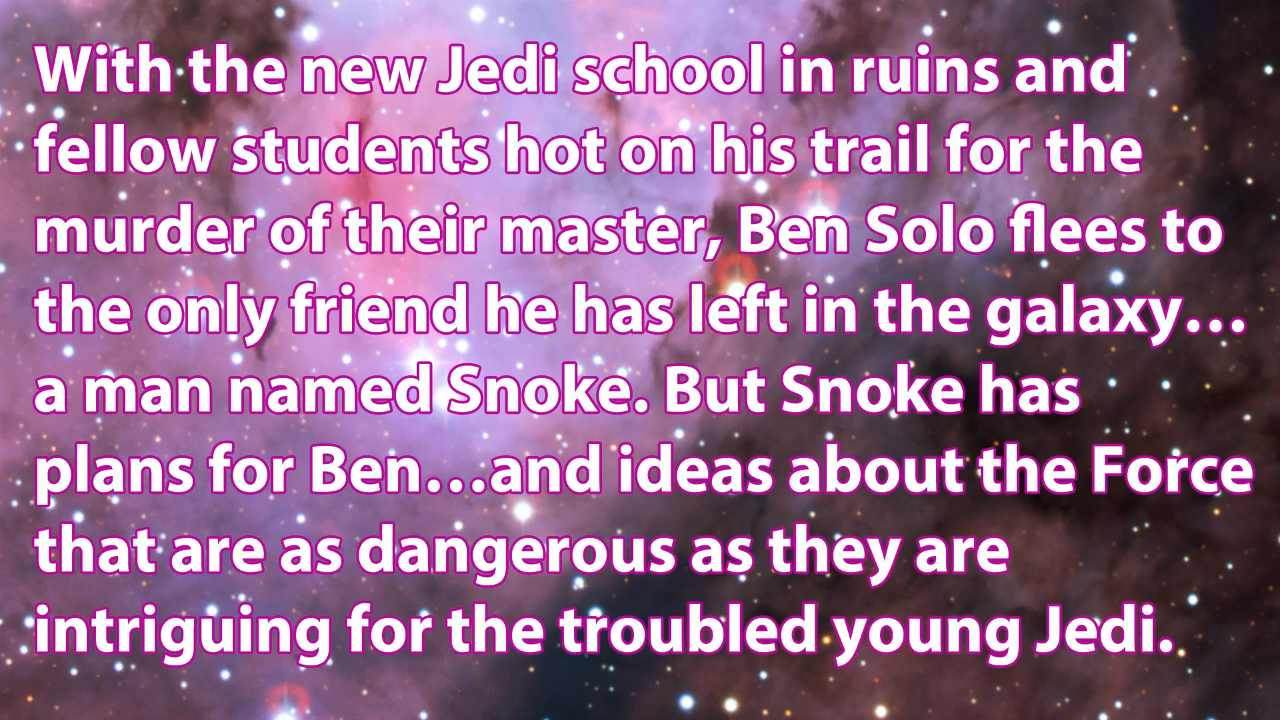 With the new Jedi school in ruins and
fellow students hot on his trail for the
murder of their master, Ben Solo flees to
the only friend he has left in the galaxy…
a man named Snoke. But Snoke has
plans for Ben…and ideas about the Force
that are as dangerous as they are
intriguing for the troubled young Jedi.